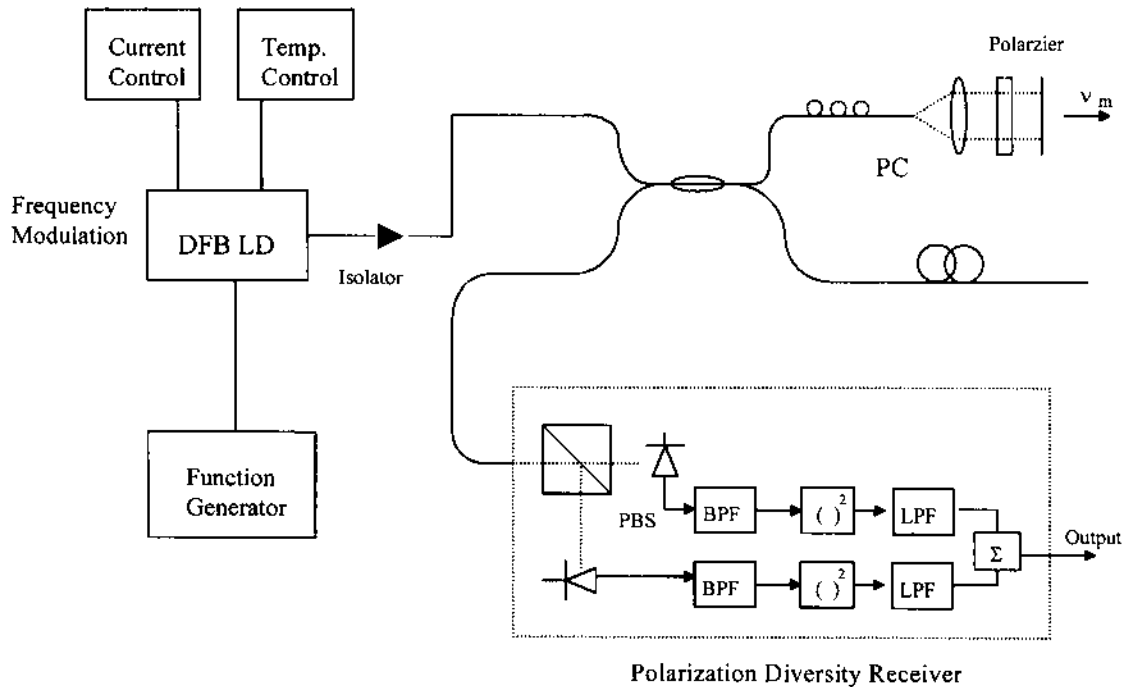 Current
Control
Temp.
Control
Polarzier
ν m
PC
Frequency
Modulation
DFB LD
Isolator
Function
Generator
PBS
BPF
( )2
LPF
Σ
Output
BPF
( )2
LPF
Polarization Diversity Receiver